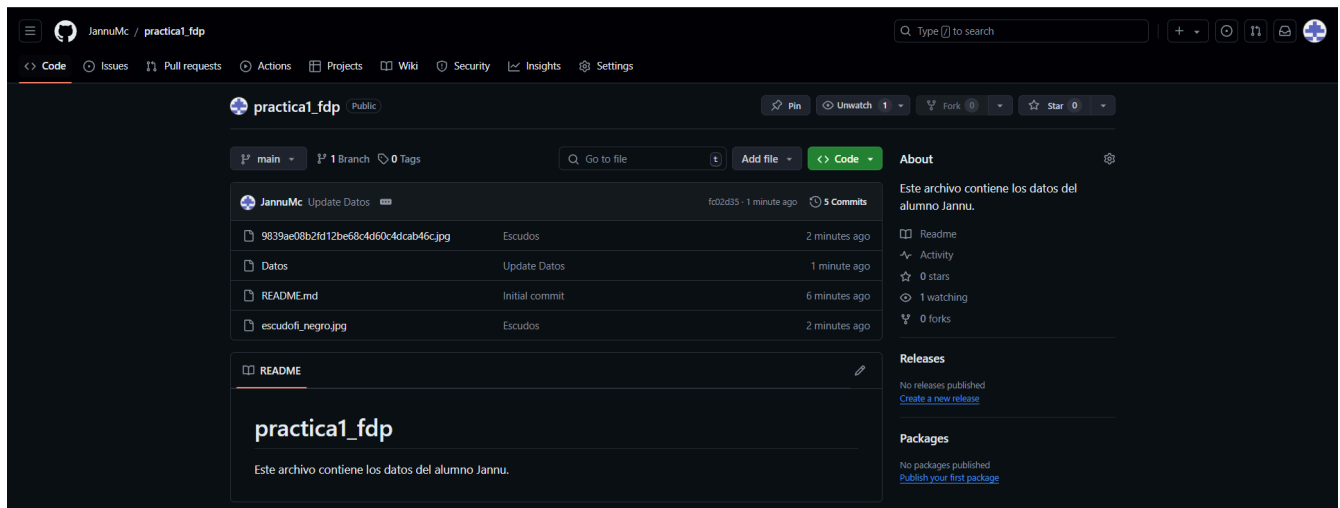 JannuMc / practica1_fdp
Type / to search
Code Issues Pull requests Actions Projects Wiki Security Insights Settings
practica1_fdp Public
Pin Unwatch 1 Fork 0 Star 0
main 1 Branch 0 Tags
Go to file t Add file Code
JannuMc Update Datos fc02d35 · 1 minute ago 5 Commits
9839ae08b2fd12be68c4d60c4dcab46c.jpg Escudos 2 minutes ago
Datos Update Datos 1 minute ago
README.md Initial commit 6 minutes ago
escudofi_negro.jpg Escudos 2 minutes ago
README
practica1_fdp
Este archivo contiene los datos del alumno Jannu.
About
Este archivo contiene los datos del
alumno Jannu.
Readme
Activity
0 stars
1 watching
0 forks
Releases
No releases published
Create a new release
Packages
No packages published
Publish your first package